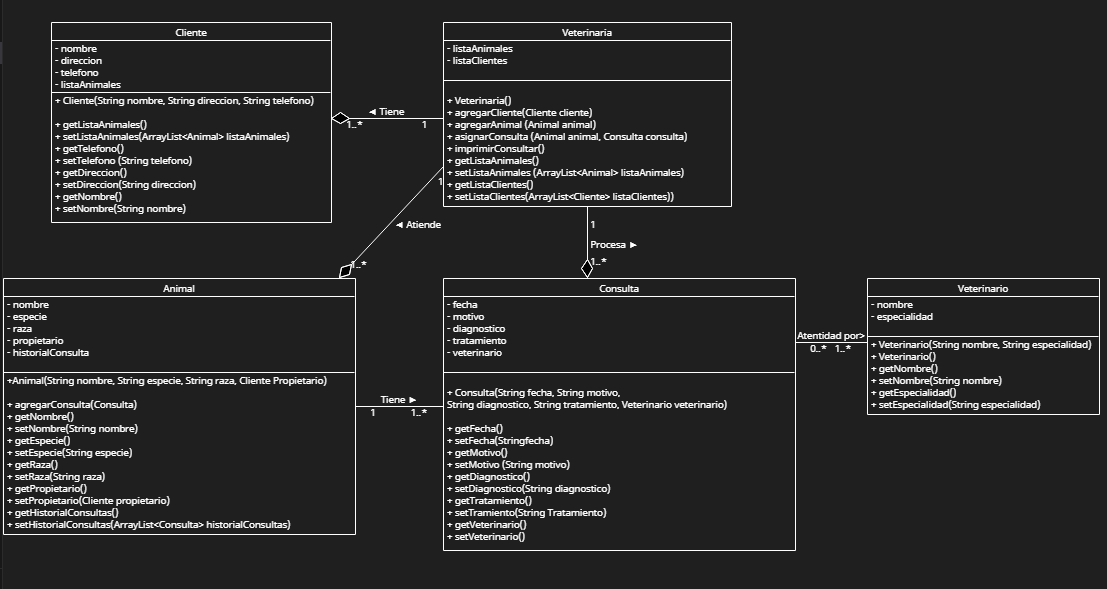 Cliente
- nombre
- direccion
- telefono
- listaAnimales
+ Cliente(String nombre, String direccion, String telefono)
+ getListaAnimales()
+ setListaAnimales(ArrayList<Animal> listaAnimales)
+ getTelefono()
+ setTelefono (String telefono)
+ getDireccion()
+ setDireccion(String direccion)
+ getNombre()
+ setNombre(String nombre)
◄ Tiene
1..*
1
Veterinaria
- listaAnimales
- listaClientes
+ Veterinaria()
+ agregarCliente(Cliente cliente)
+ agregarAnimal (Animal animal)
+ asignarConsulta (Animal animal, Consulta consulta)
+ imprimirConsultar()
+ getListaAnimales()
+ setListaAnimales (ArrayList<Animal> listaAnimales)
+ getListaClientes()
+ setListaClientes(ArrayList<Cliente> listaClientes))
1
◄ Atiende
1..*
1
Procesa ►
1..*
Animal
- nombre
- especie
- raza
- propietario
- historialConsulta
+Animal(String nombre, String especie, String raza, Cliente Propietario)
+ agregarConsulta(Consulta)
+ getNombre()
+ setNombre(String nombre)
+ getEspecie()
+ setEspecie(String especie)
+ getRaza()
+ setRaza(String raza)
+ getPropietario()
+ setPropietario(Cliente propietario)
+ getHistorialConsultas()
+ setHistorialConsultas(ArrayList<Consulta> historialConsultas)
Tiene ►
1
1..*
Consulta
- fecha
- motivo
- diagnostico
- tratamiento
- veterinario
+ Consulta(String fecha, String motivo,
String diagnostico, String tratamiento, Veterinario veterinario)
+ getFecha()
+ setFecha(Stringfecha)
+ getMotivo()
+ setMotivo (String motivo)
+ getDiagnostico()
+ setDiagnostico(String diagnostico)
+ getTratamiento()
+ setTramiento(String Tratamiento)
+ getVeterinario()
+ setVeterinario()
Atentidad por>
0..*
1..*
Veterinario
- nombre
- especialidad
+ Veterinario(String nombre, String especialidad)
+ Veterinario()
+ getNombre()
+ setNombre(String nombre)
+ getEspecialidad()
+ setEspecialidad(String especialidad)